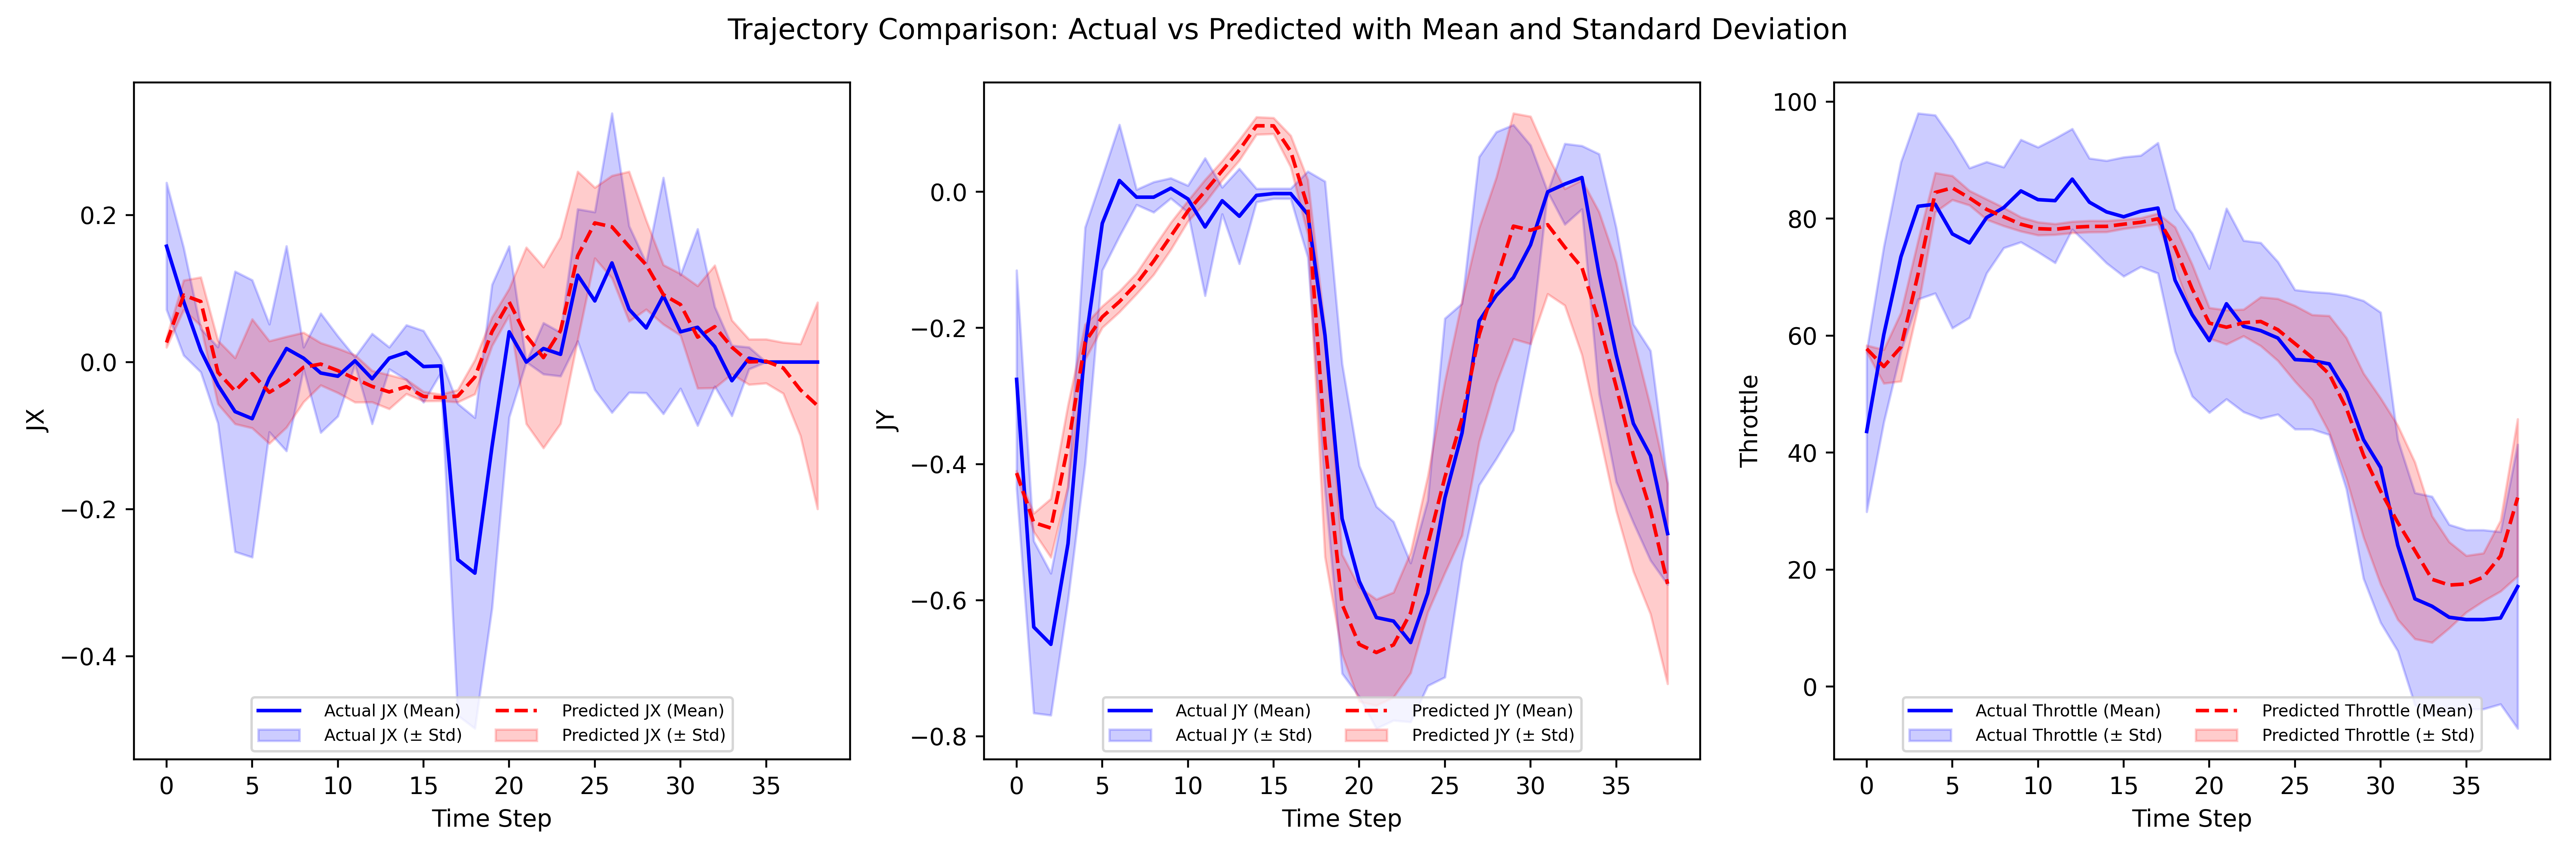 Trajectory Comparison: Actual vs Predicted with Mean and Standard Deviation
JX
0.2
0.0
−0.2
−0.4
Actual JX (Mean)
Predicted JX (Mean)
Actual JX (± Std)
Predicted JX (± Std)
0 5 10 15 20 25 30 35
Time Step
JY
0.0
−0.2
−0.4
−0.6
−0.8
Actual JY (Mean)
Predicted JY (Mean)
Actual JY (± Std)
Predicted JY (± Std)
0 5 10 15 20 25 30 35
Time Step
Throttle
100
80
60
40
20
0
Actual Throttle (Mean)
Predicted Throttle (Mean)
Actual Throttle (± Std)
Predicted Throttle (± Std)
0 5 10 15 20 25 30 35
Time Step